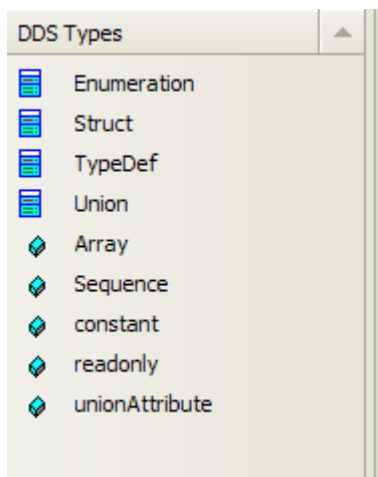 DDS Types
Enumeration
Struct
TypeDef
Union
Array
Sequence
constant
readonly
unionAttribute